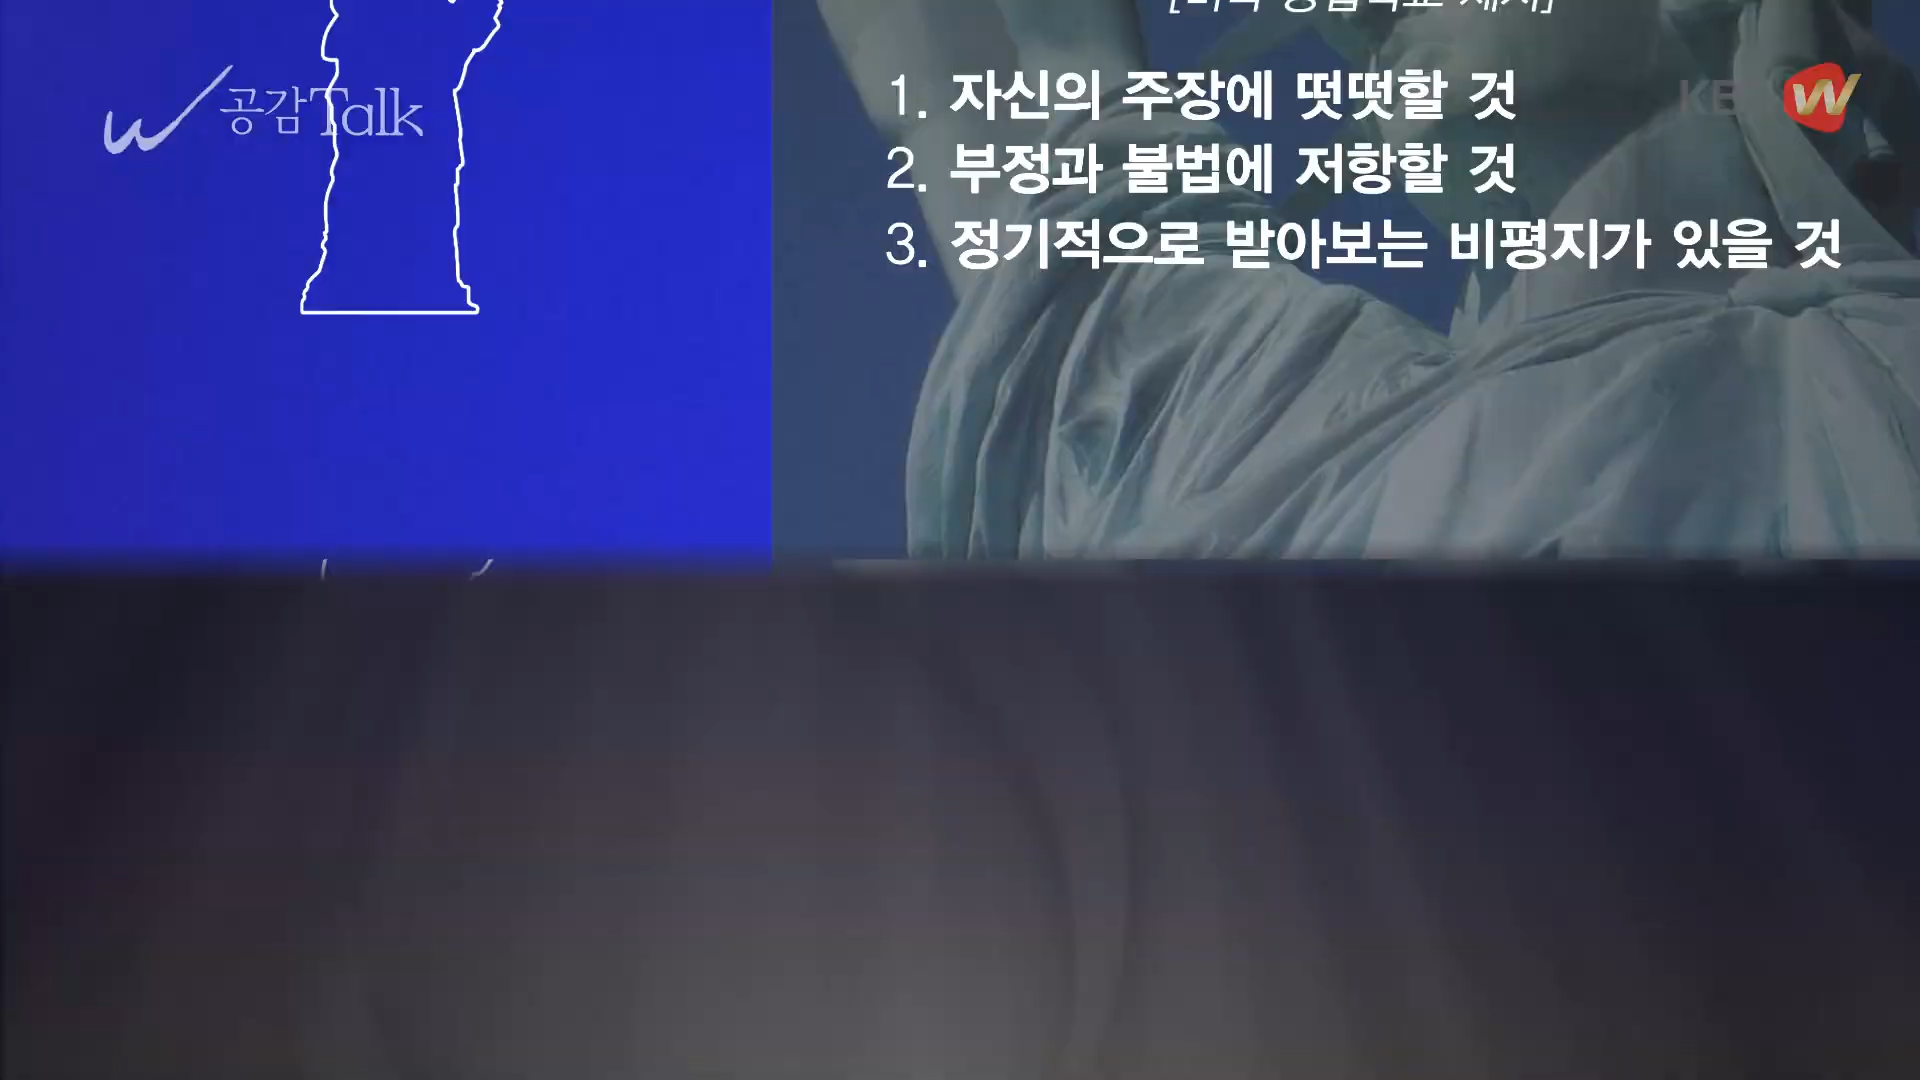 공감Talk
KB W
1. 자신의 주장에 떳떳할 것
2. 부정과 불법에 저항할 것
3. 정기적으로 받아보는 비평지가 있을 것